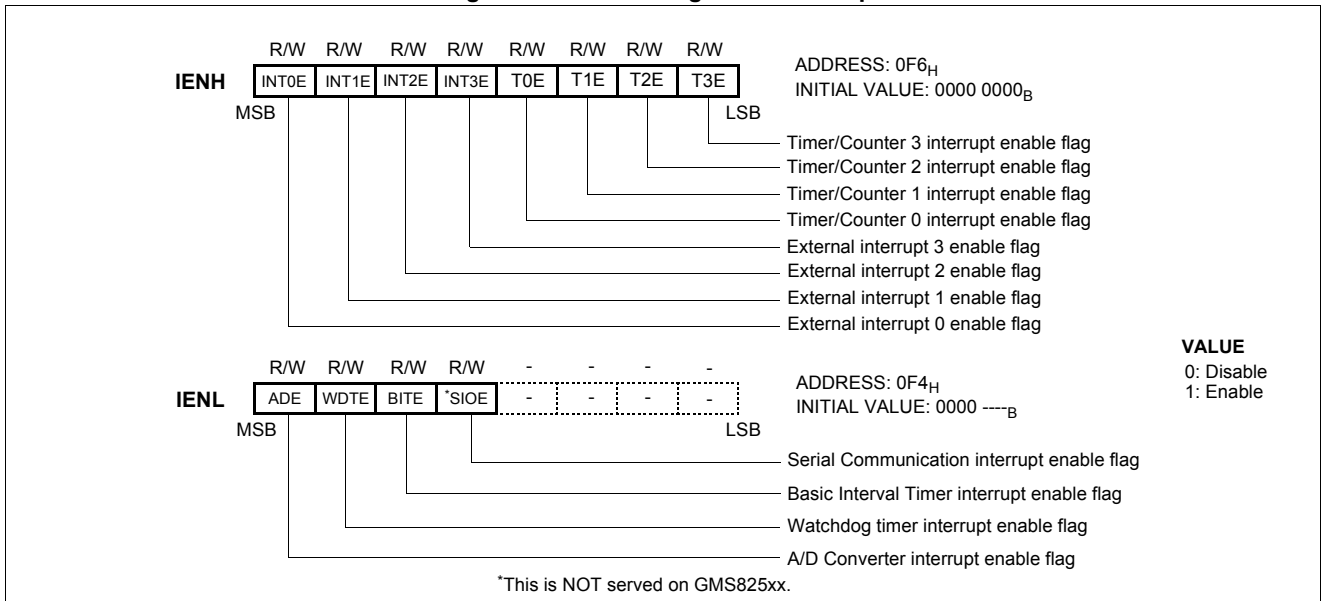 R/W R/W R/W R/W R/W R/W R/W R/W
IENH INT0E INT1E INT2E INT3E T0E T1E T2E T3E
MSB LSB
ADDRESS: 0F6H
INITIAL VALUE: 0000 0000B
Timer/Counter 3 interrupt enable flag
Timer/Counter 2 interrupt enable flag
Timer/Counter 1 interrupt enable flag
Timer/Counter 0 interrupt enable flag
External interrupt 3 enable flag
External interrupt 2 enable flag
External interrupt 1 enable flag
External interrupt 0 enable flag
VALUE
0: Disable
1: Enable
R/W R/W R/W R/W - - - -
IENL ADE WDTE BITE *SIOE - - - -
MSB LSB
ADDRESS: 0F4H
INITIAL VALUE: 0000 ----B
Serial Communication interrupt enable flag
Basic Interval Timer interrupt enable flag
Watchdog timer interrupt enable flag
A/D Converter interrupt enable flag
*This is NOT served on GMS825xx.